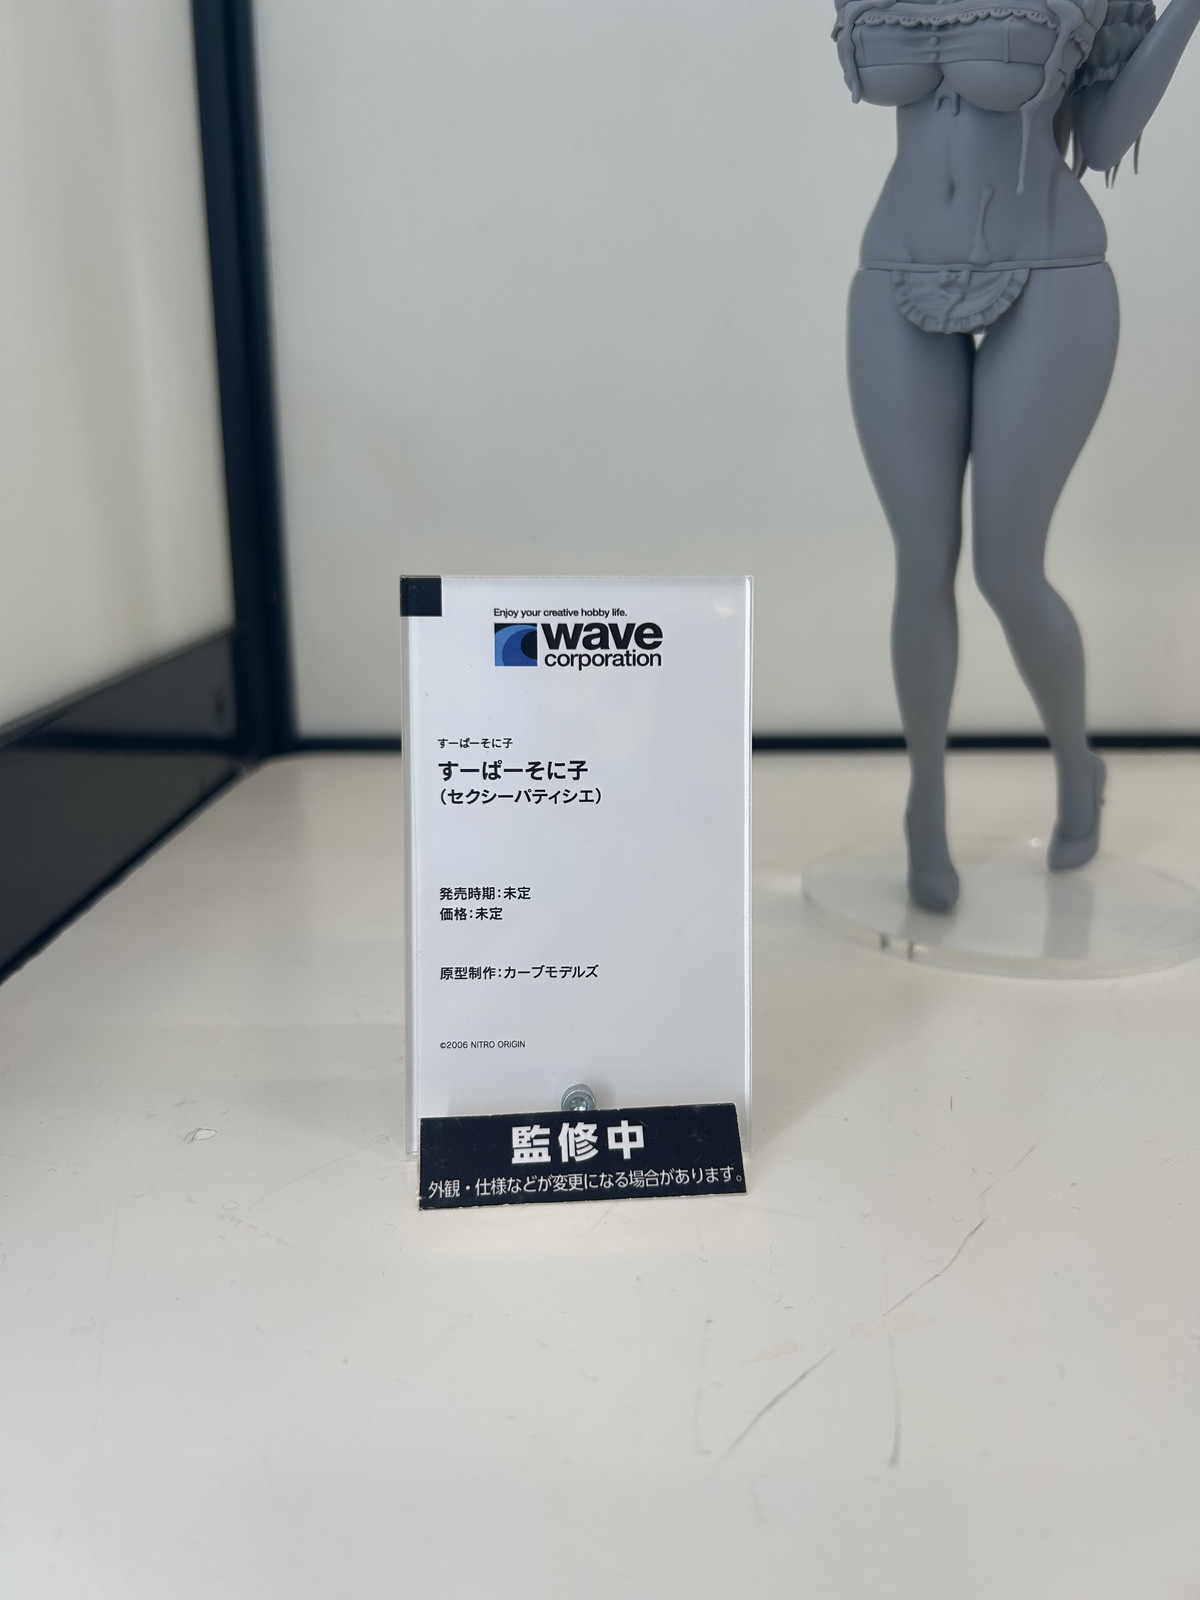 Enjoy your creative hobby life.
wave
corporation
すーぱーそに子
すーぱーそに子
（セクシーパティシエ）
発売時期：未定
価格：未定
原型制作：カーブモデルズ
©2006 NITRO ORIGIN
監修中
外観・仕様などが変更になる場合があります。